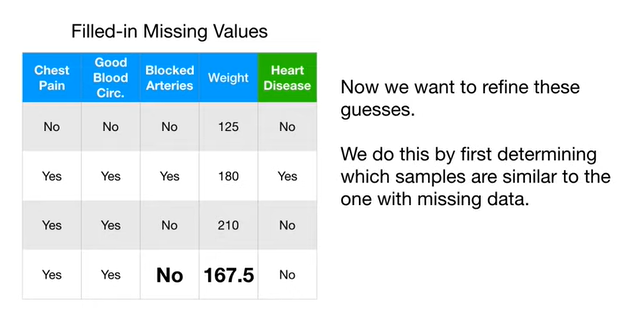 Filled-in Missing Values
Chest Pain | Good Blood Circ. | Blocked Arteries | Weight | Heart Disease
No | No | No | 125 | No
Yes | Yes | Yes | 180 | Yes
Yes | Yes | No | 210 | No
Yes | Yes | No | 167.5 | No
Now we want to refine these
guesses.
We do this by first determining
which samples are similar to the
one with missing data.